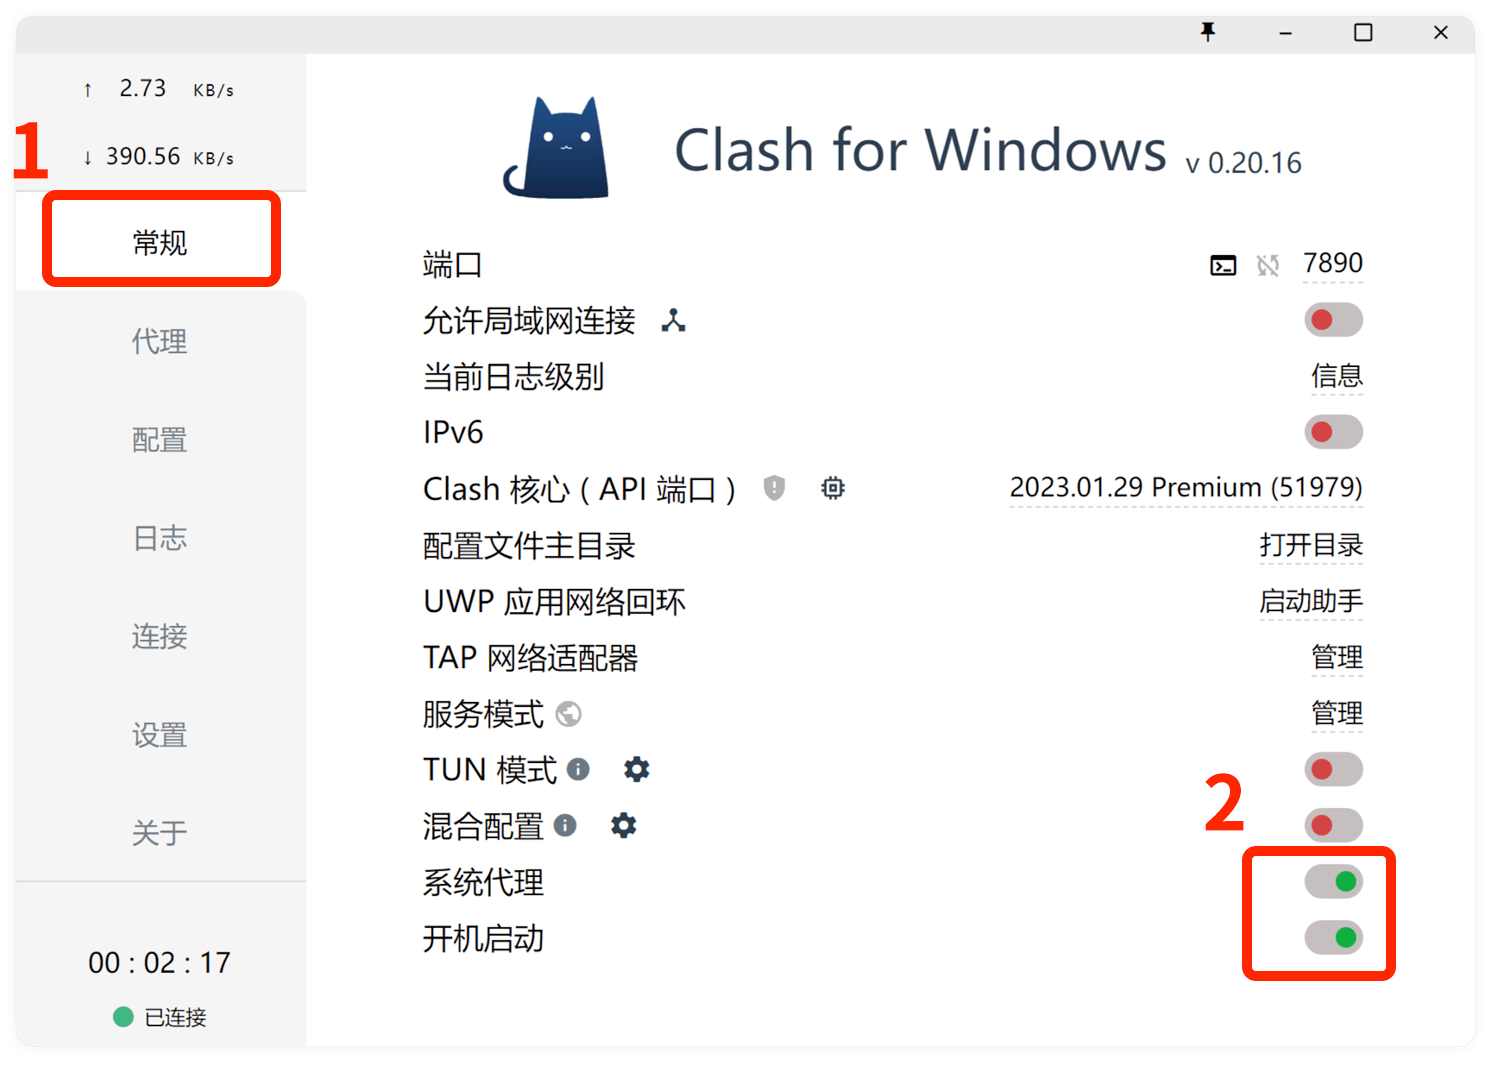 ↑ 2.73 KB/s
↓ 390.56 KB/s
1
常规
代理
配置
日志
连接
设置
关于
00 : 02 : 17
已连接
Clash for Windows v 0.20.16
端口 7890
允许局域网连接
当前日志级别 信息
IPv6
Clash 核心 ( API 端口 ) 2023.01.29 Premium (51979)
配置文件主目录 打开目录
UWP 应用网络回环 启动助手
TAP 网络适配器 管理
服务模式 管理
TUN 模式
混合配置
2
系统代理
开机启动